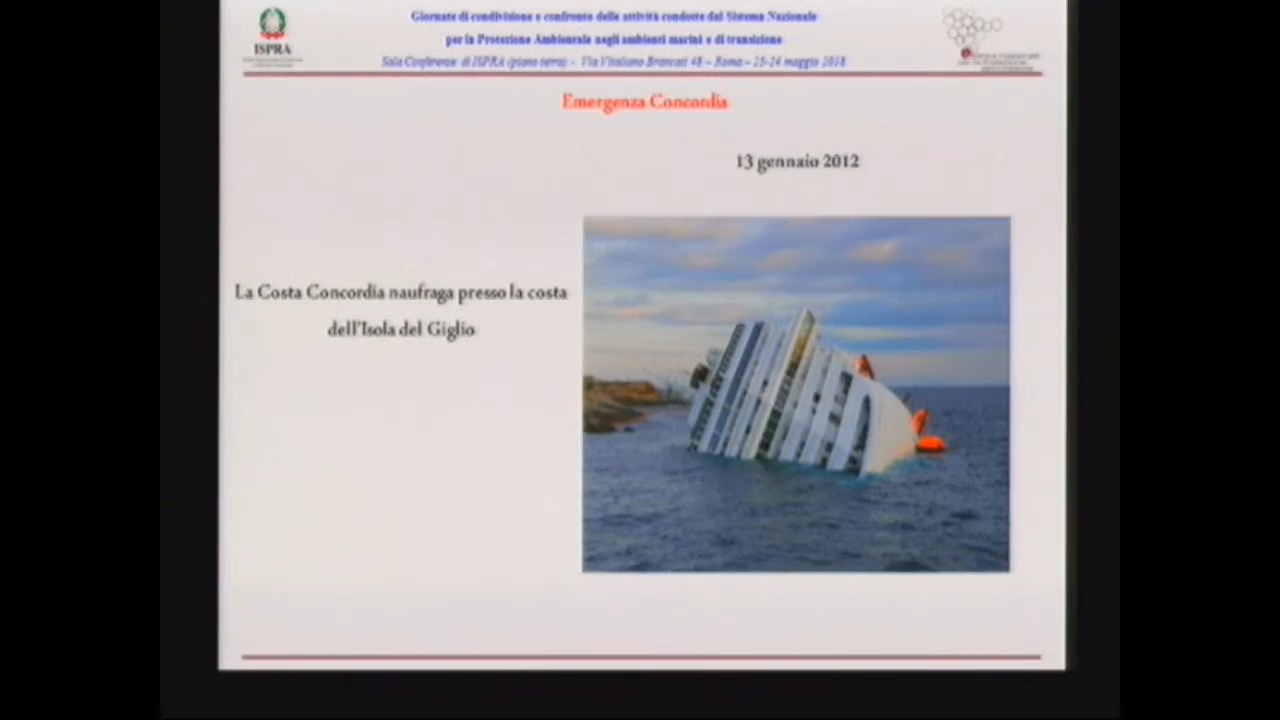 Giornate di condivisione e confronto delle attività condotte dal Sistema Nazionale
per la Protezione Ambientale negli ambienti marini e di transizione
ISPRA
Sala Conferenze di ISPRA (piano terra) - Via Vitaliano Brancati 48 – Roma – 23-24 maggio 2018
Emergenza Concordia
13 gennaio 2012
La Costa Concordia naufraga presso la costa
dell'Isola del Giglio